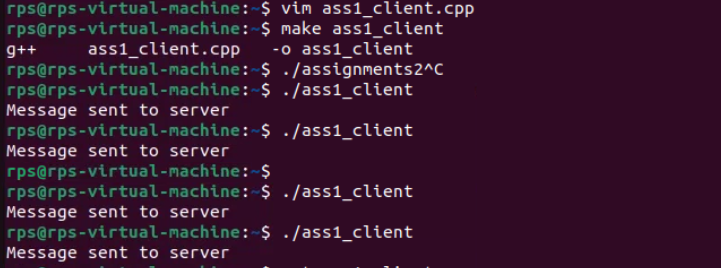 rps@rps-virtual-machine:~$ vim ass1_client.cpp
rps@rps-virtual-machine:~$ make ass1_client
g++     ass1_client.cpp   -o ass1_client
rps@rps-virtual-machine:~$ ./assignments2^C
rps@rps-virtual-machine:~$ ./ass1_client
Message sent to server
rps@rps-virtual-machine:~$ ./ass1_client
Message sent to server
rps@rps-virtual-machine:~$
rps@rps-virtual-machine:~$ ./ass1_client
Message sent to server
rps@rps-virtual-machine:~$ ./ass1_client
Message sent to server